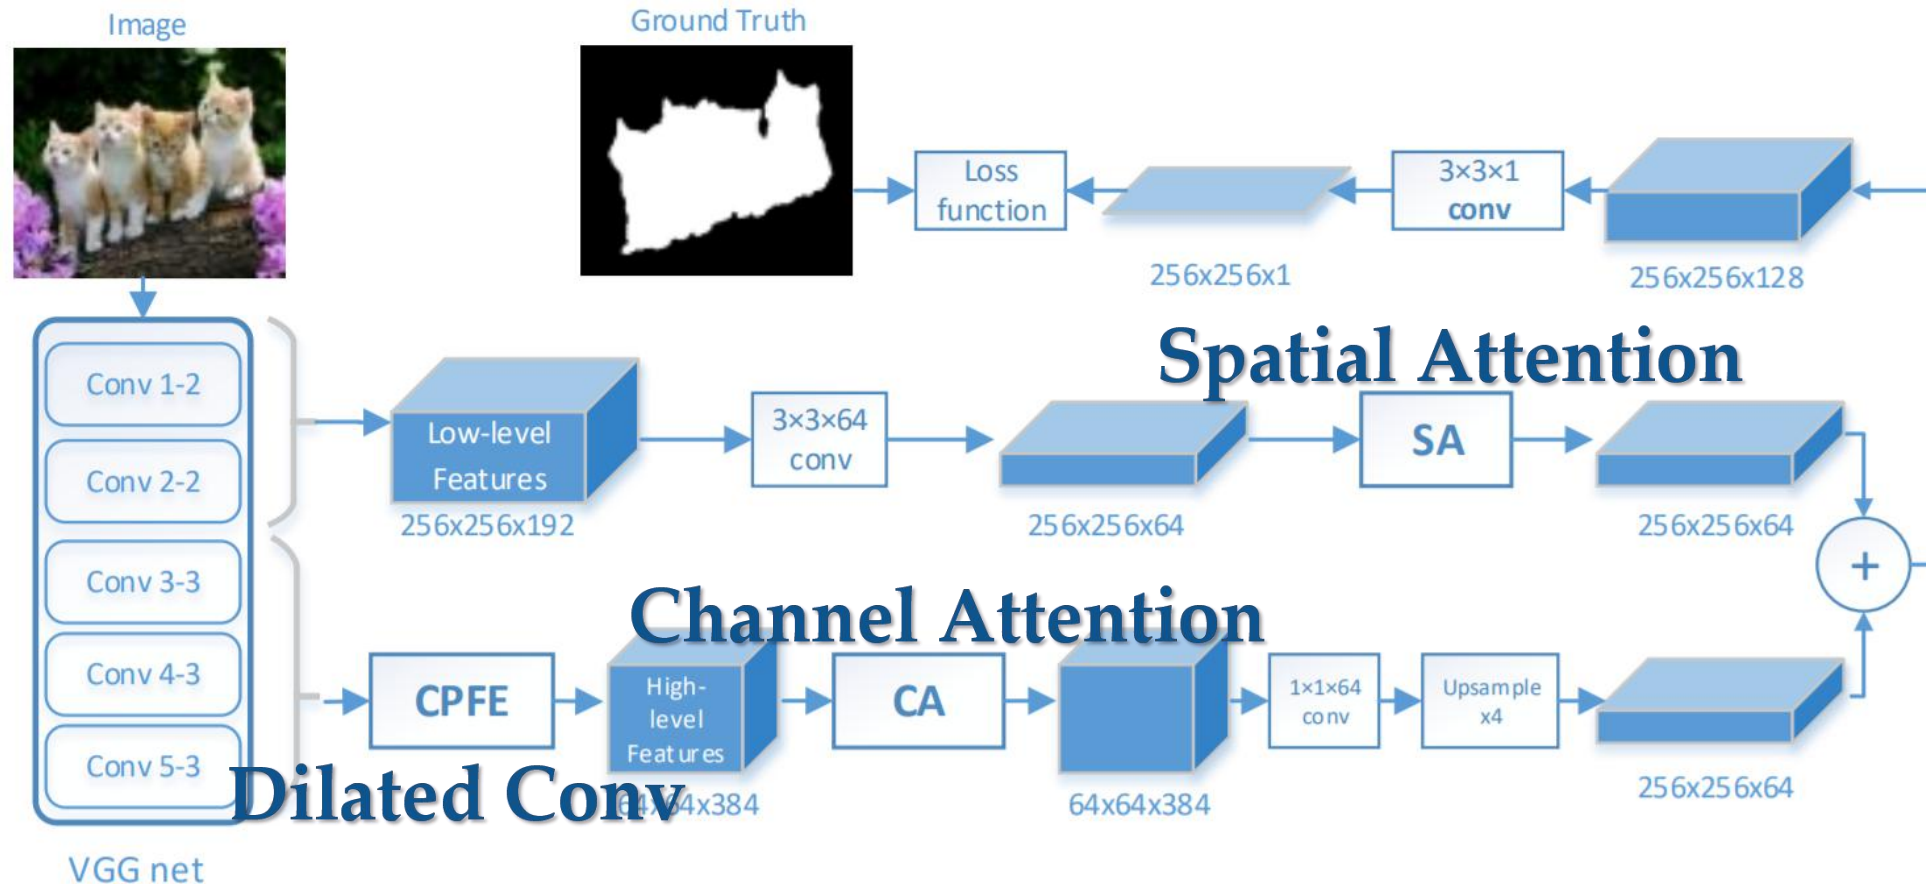 Image
Ground Truth
Loss
function
256x256x1
3×3×1
conv
256x256x128
Spatial Attention
Conv 1-2
Conv 2-2
Conv 3-3
Conv 4-3
Conv 5-3
VGG net
Low-level
Features
256x256x192
3×3×64
conv
256x256x64
SA
256x256x64
+
Channel Attention
CPFE
High-
level
Features
64x64x384
CA
64x64x384
1×1×64
conv
Upsample
x4
256x256x64
Dilated Conv